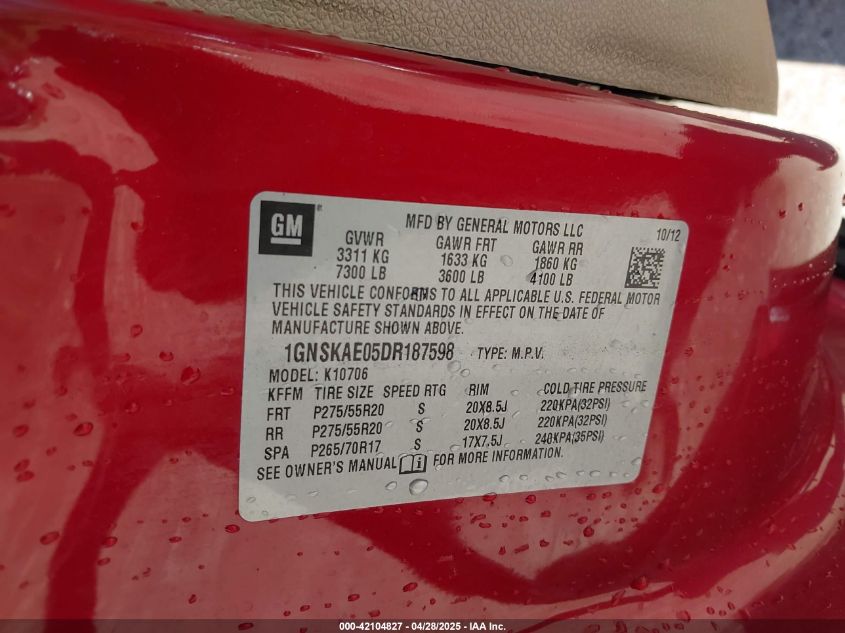 GM ®
MFD BY GENERAL MOTORS LLC
10/12
GVWR GAWR FRT GAWR RR
3311 KG 1633 KG 1860 KG
7300 LB 3600 LB 4100 LB
THIS VEHICLE CONFORMS TO ALL APPLICABLE U.S. FEDERAL MOTOR
VEHICLE SAFETY STANDARDS IN EFFECT ON THE DATE OF
MANUFACTURE SHOWN ABOVE.
1GNSKAE05DR187598 TYPE: M.P.V.
MODEL: K10706
KFFM TIRE SIZE SPEED RTG RIM COLD TIRE PRESSURE
FRT P275/55R20 S 20X8.5J 220KPA(32PSI)
RR P275/55R20 S 20X8.5J 220KPA(32PSI)
SPA P265/70R17 S 17X7.5J 240KPA(35PSI)
SEE OWNER'S MANUAL i FOR MORE INFORMATION.
000-42104827 - 04/28/2025 - IAA Inc.